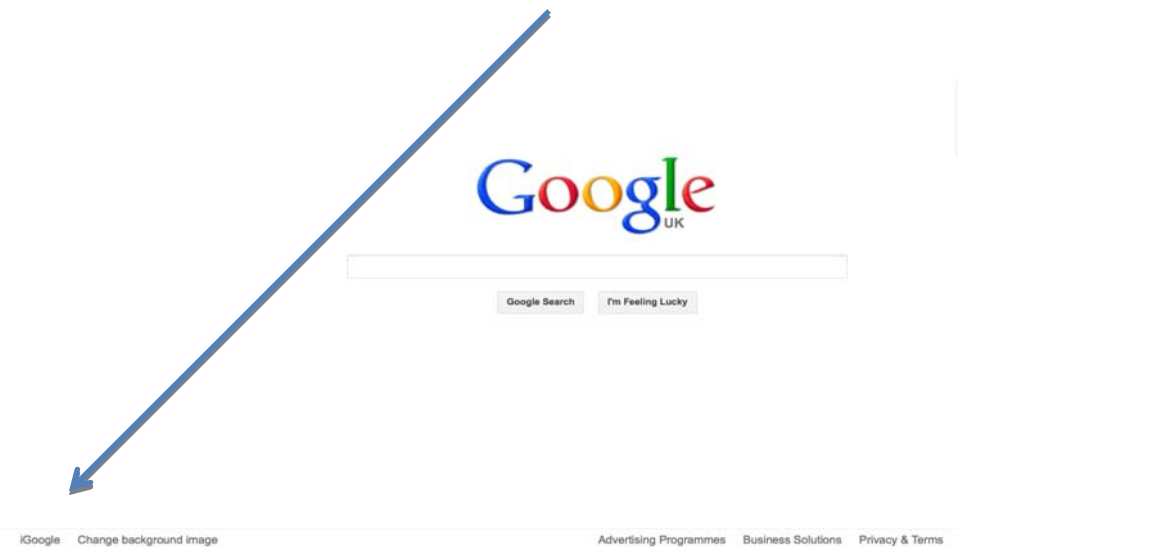 Google
UK
Google Search I'm Feeling Lucky
iGoogle Change background image Advertising Programmes Business Solutions Privacy & Terms